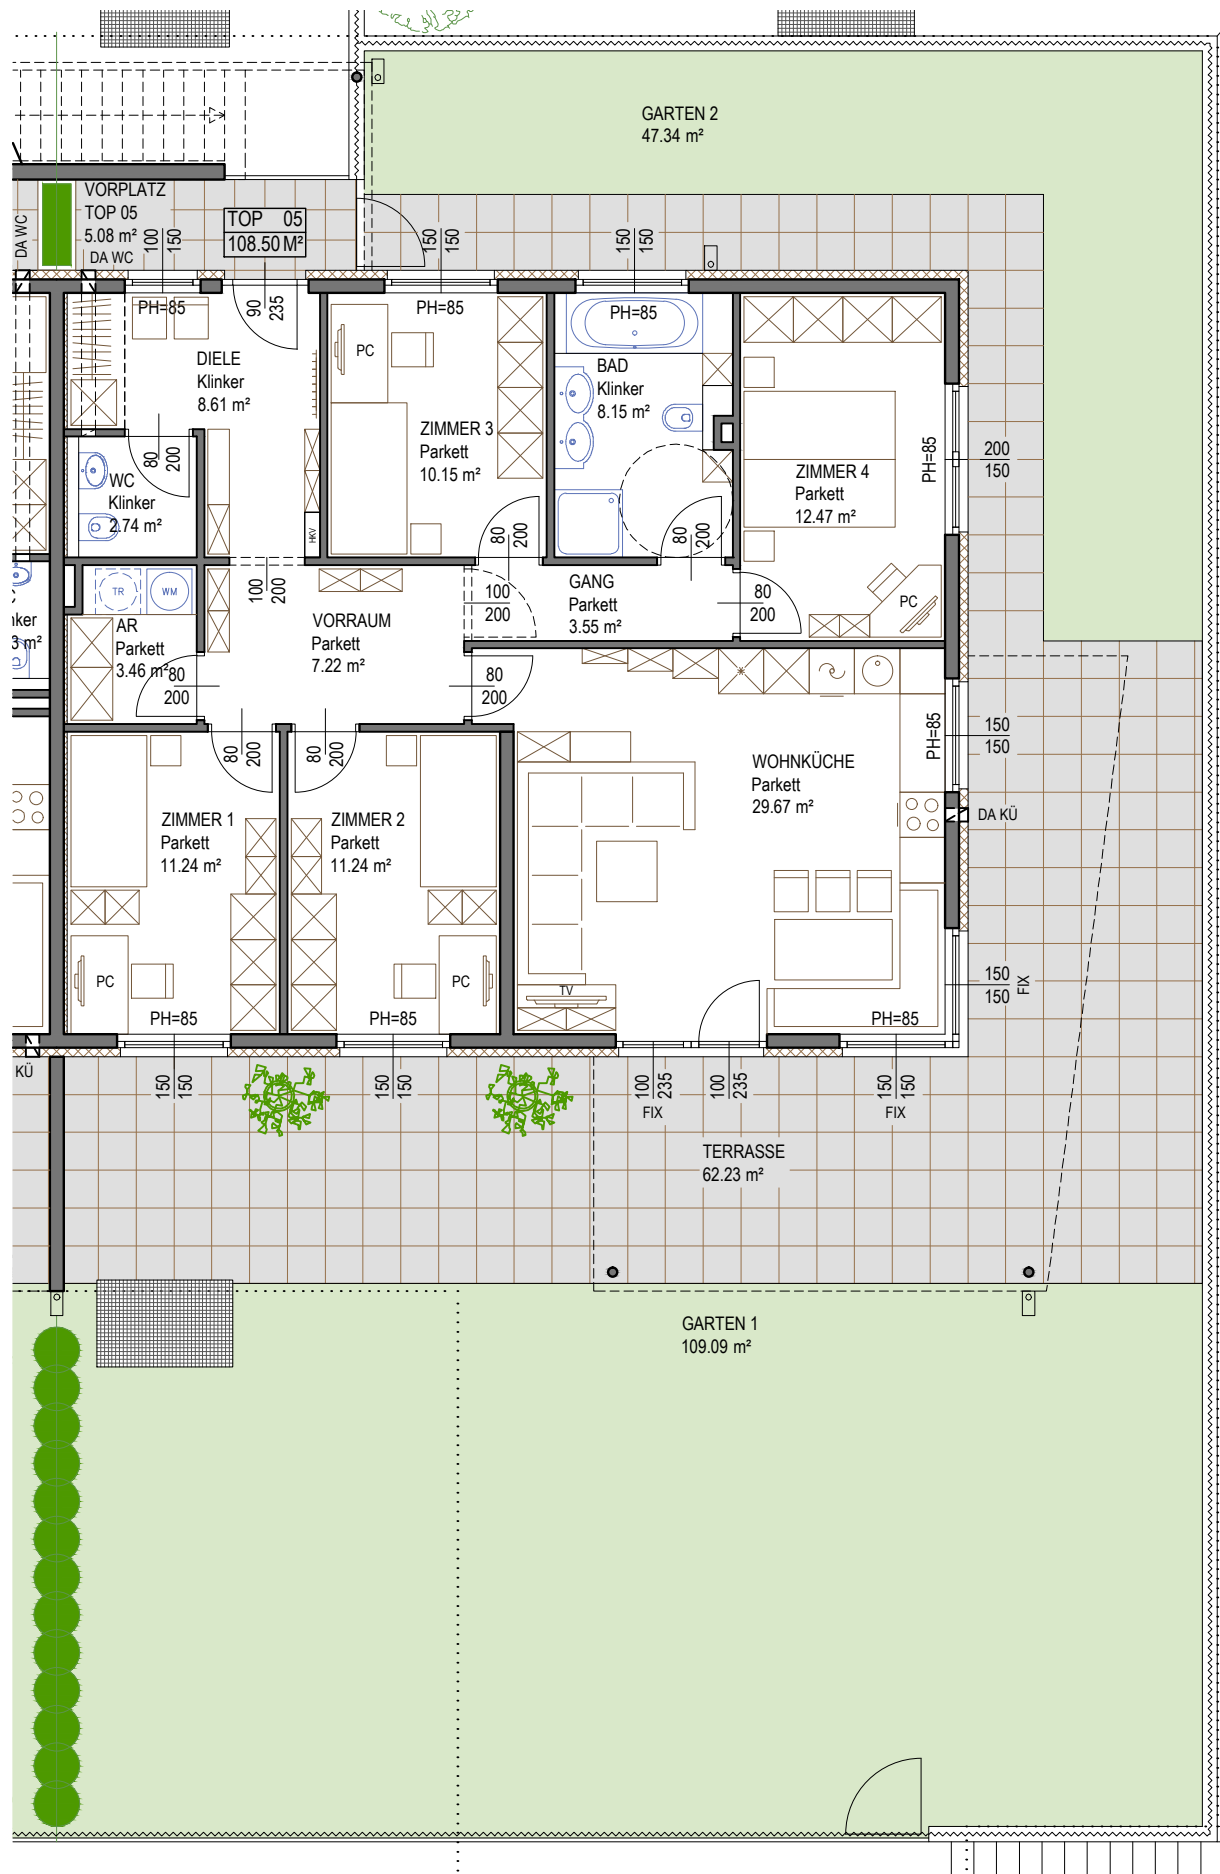 GARTEN 2
47.34 m²
VORPLATZ
TOP 05
5.08 m²
DA WC
DA WC
100
150
TOP 05
108.50 M²
150
150
150
150
PH=85
90
235
PH=85
PH=85
DIELE
Klinker
8.61 m²
PC
ZIMMER 3
Parkett
10.15 m²
BAD
Klinker
8.15 m²
ZIMMER 4
Parkett
12.47 m²
PH=85
200
150
80
200
WC
Klinker
2.74 m²
HKV
80
200
80
200
TR
WM
100
200
100
200
GANG
Parkett
3.55 m²
80
200
PC
nker
3 m²
AR
Parkett
3.46 m²
VORRAUM
Parkett
7.22 m²
80
200
80
200
80
200
80
200
WOHNKÜCHE
Parkett
29.67 m²
PH=85
150
150
DA KÜ
ZIMMER 1
Parkett
11.24 m²
ZIMMER 2
Parkett
11.24 m²
PC
PC
TV
150
150
FIX
PH=85
PH=85
PH=85
KÜ
150
150
150
150
100
235
FIX
100
235
150
150
FIX
TERRASSE
62.23 m²
GARTEN 1
109.09 m²